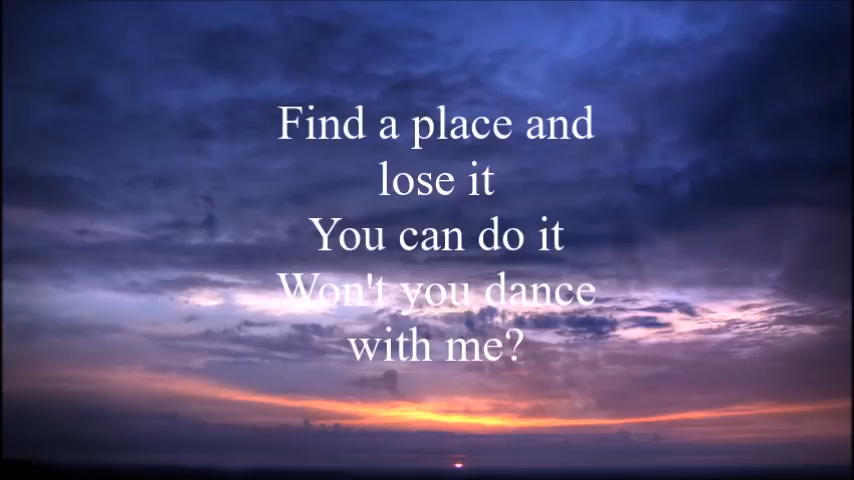 Find a place and
lose it
You can do it
Won't you dance
with me?